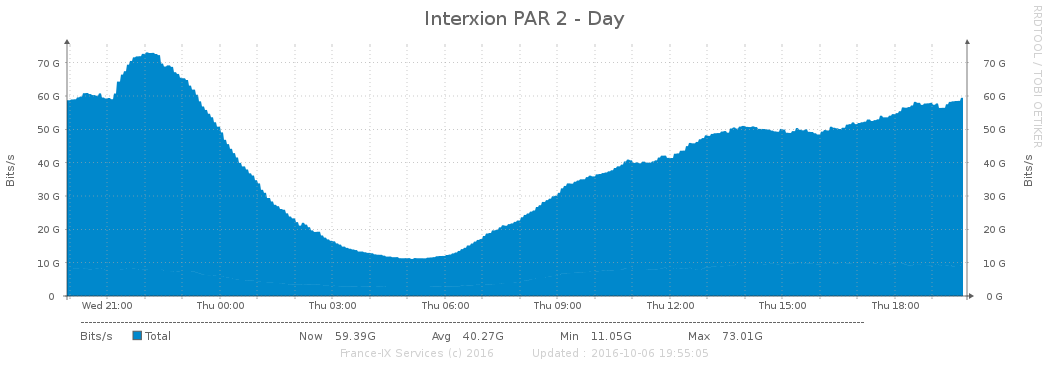 Interxion PAR 2 - Day
RRDTOOL / TOBI OETIKER
Bits/s
70 G 70 G
60 G 60 G
50 G 50 G
40 G 40 G
30 G 30 G
20 G 20 G
10 G 10 G
0 0 G
Bits/s
Wed 21:00 Thu 00:00 Thu 03:00 Thu 06:00 Thu 09:00 Thu 12:00 Thu 15:00 Thu 18:00
Bits/s Total Now 59.39G Avg 40.27G Min 11.05G Max 73.01G
France-IX Services (c) 2016 Updated : 2016-10-06 19:55:05